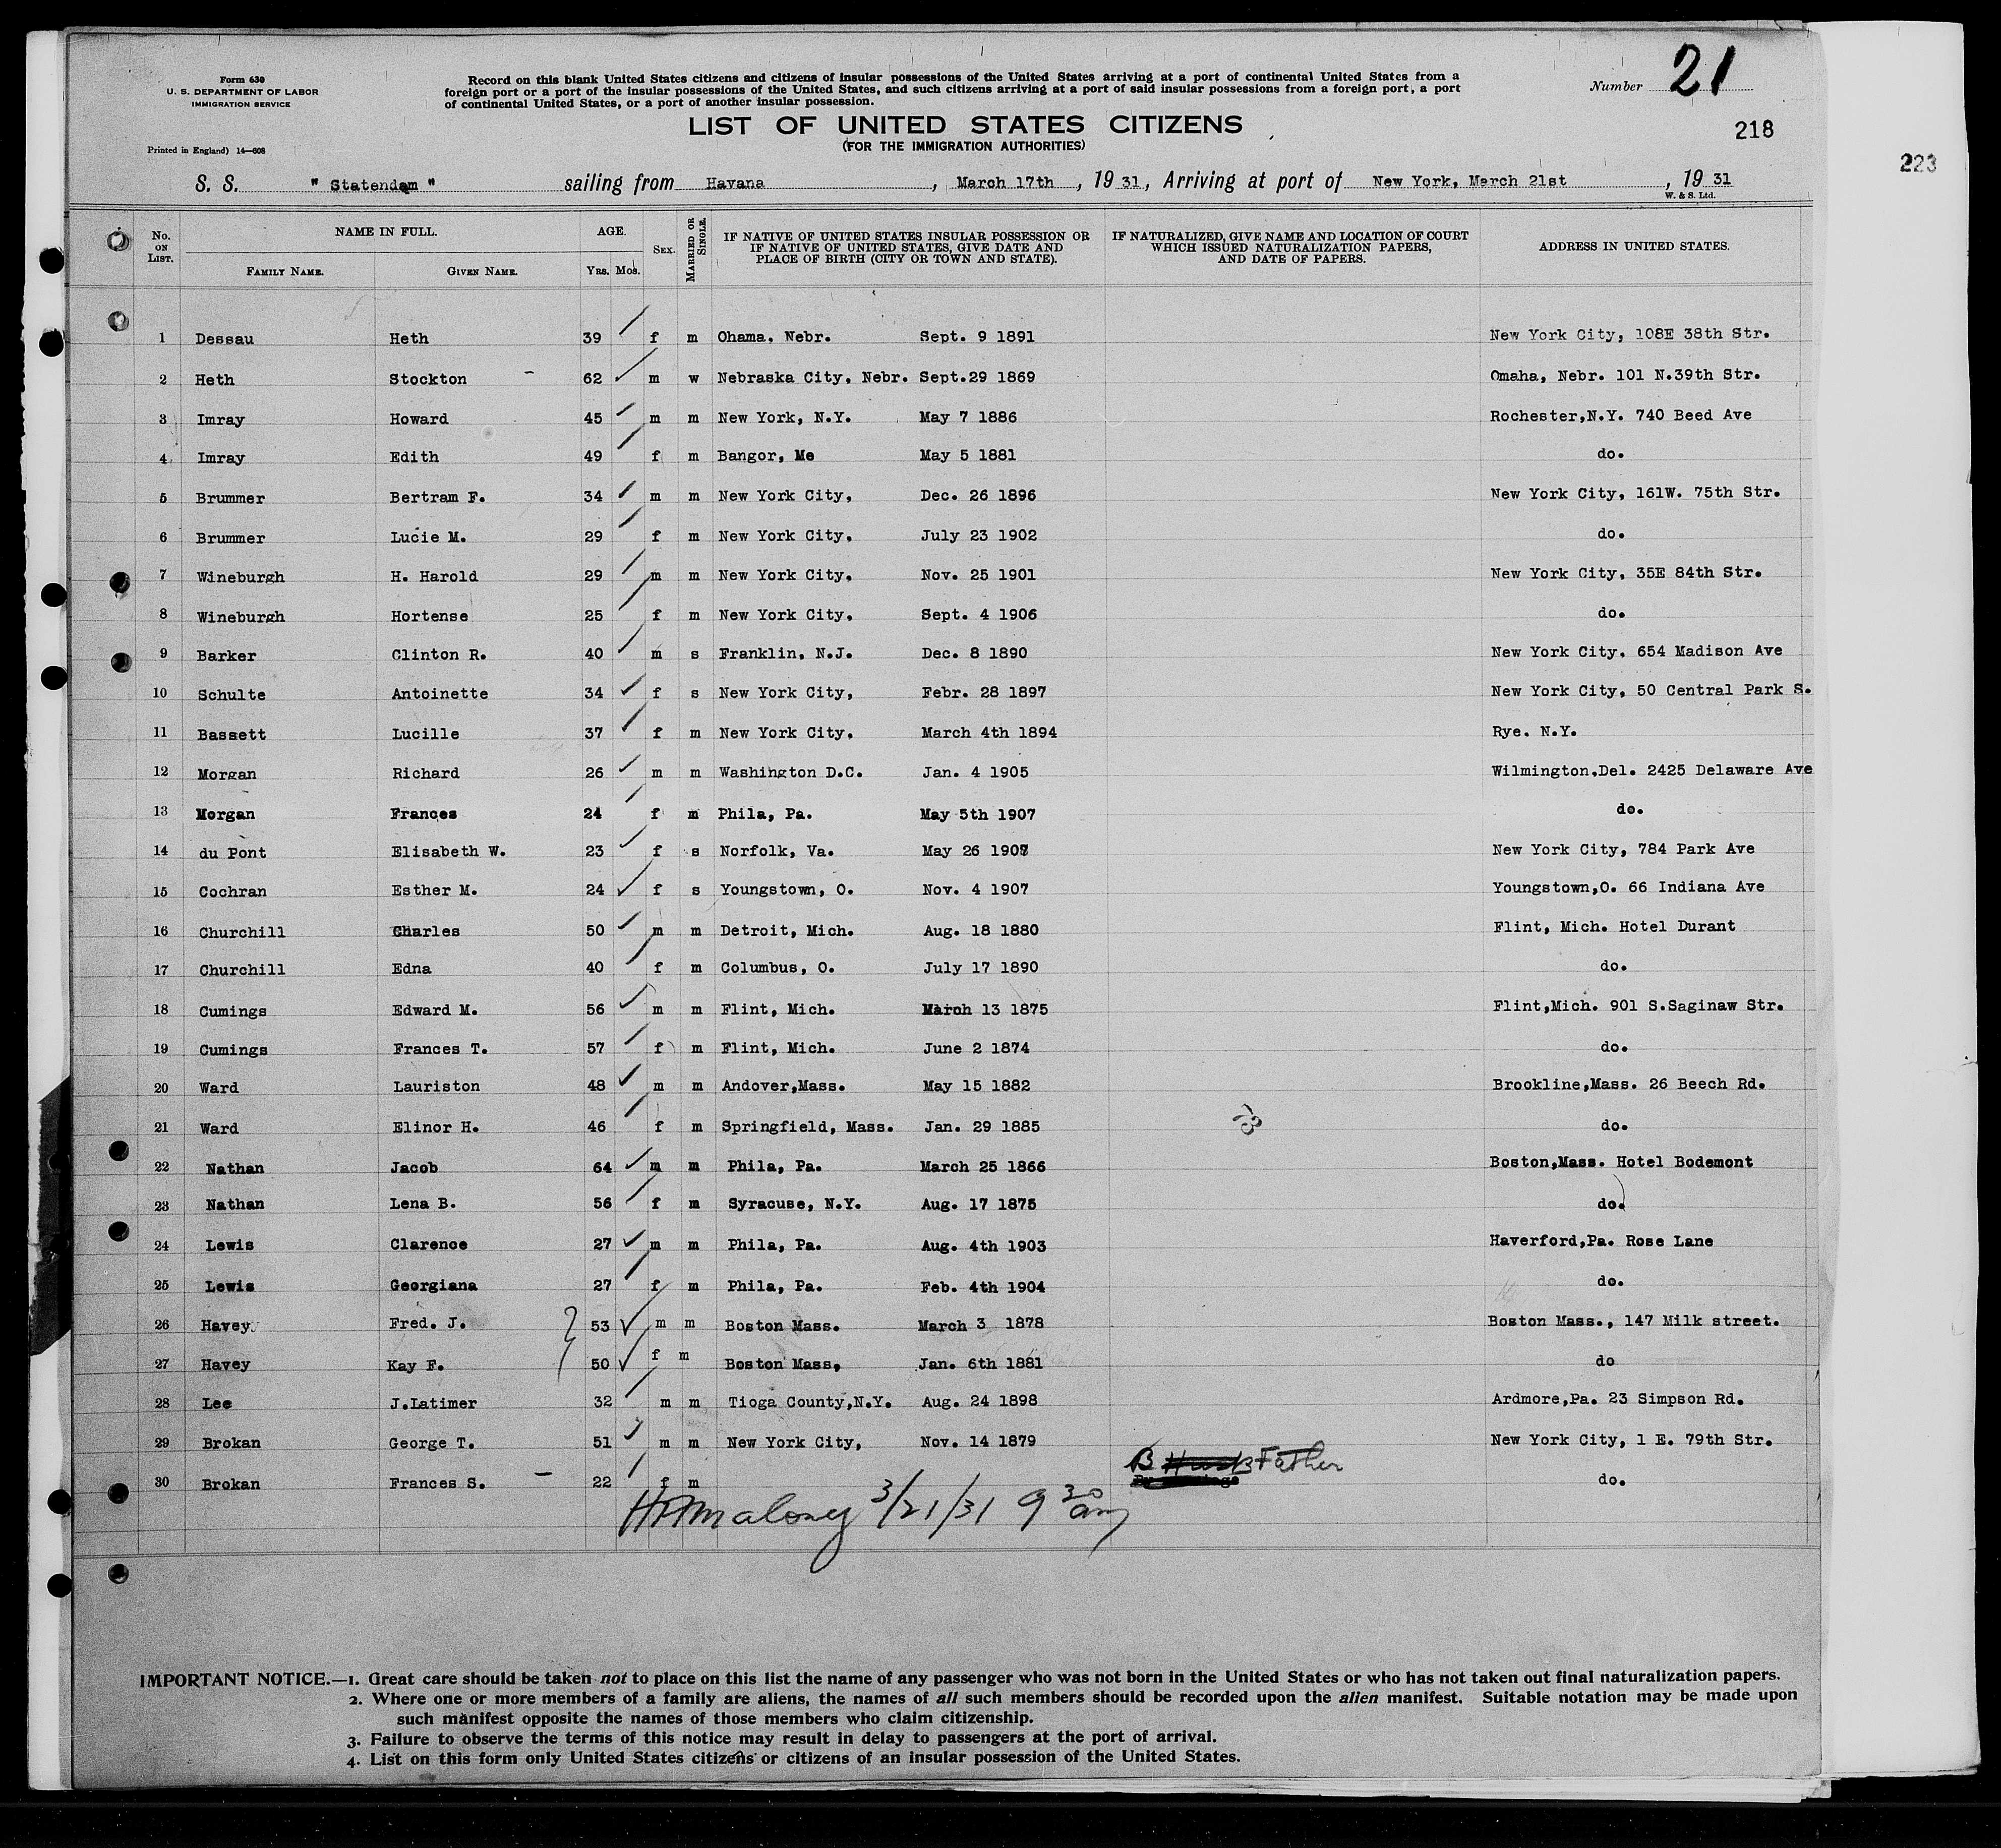 Form 630
U. S. DEPARTMENT OF LABOR
IMMIGRATION SERVICE
Printed in England) 14—608
Record on this blank United States citizens and citizens of insular possessions of the United States arriving at a port of continental United States from a
foreign port or a port of the insular possessions of the United States, and such citizens arriving at a port of said insular possessions from a foreign port, a port
of continental United States, or a port of another insular possession.
Number 21
LIST OF UNITED STATES CITIZENS
(FOR THE IMMIGRATION AUTHORITIES)
218
223
S. S. " Statendam " sailing from Havana , March 17th , 19 31, Arriving at port of New York, March 21st , 19 31
W. & S. Ltd.
No. ON LIST. NAME IN FULL. FAMILY NAME. GIVEN NAME. AGE. YRS. MOS. SEX. MARRIED OR SINGLE. IF NATIVE OF UNITED STATES INSULAR POSSESSION OR IF NATIVE OF UNITED STATES, GIVE DATE AND PLACE OF BIRTH (CITY OR TOWN AND STATE). IF NATURALIZED, GIVE NAME AND LOCATION OF COURT WHICH ISSUED NATURALIZATION PAPERS, AND DATE OF PAPERS. ADDRESS IN UNITED STATES.
1 Dessau Heth 39 f m Ohama. Nebr. Sept. 9 1891 New York City, 108E 38th Str.
2 Heth Stockton - 62 m w Nebraska City. Nebr. Sept.29 1869 Omaha, Nebr. 101 N.39th Str.
3 Imray Howard 45 m m New York, N.Y. May 7 1886 Rochester,N.Y. 740 Beed Ave
4 Imray Edith 49 f m Bangor, Me May 5 1881 do.
5 Brummer Bertram F. 34 m m New York City, Dec. 26 1896 New York City, 161W. 75th Str.
6 Brummer Lucie M. 29 f m New York City, July 23 1902 do.
7 Wineburgh H. Harold 29 m m New York City, Nov. 25 1901 New York City, 35E 84th Str.
8 Wineburgh Hortense 25 f m New York City, Sept. 4 1906 do.
9 Barker Clinton R. 40 m s Franklin, N.J. Dec. 8 1890 New York City. 654 Madison Ave
10 Schulte Antoinette 34 f s New York City, Febr. 28 1897 New York City, 50 Central Park S.
11 Bassett Lucille 37 f m New York City, March 4th 1894 Rye. N.Y.
12 Morgan Richard 26 m m Washington D.C. Jan. 4 1905 Wilmington.Del. 2425 Delaware Ave
13 Morgan Frances 24 f m Phila, Pa. May 5th 1907 do.
14 du Pont Elisabeth W. 23 f s Norfolk, Va. May 26 New York City, 784 Park Ave
15 Cochran Esther M. 24 f s Youngstown, O. Nov. 4 1907 Youngstown,O. 66 Indiana Ave
16 Churchill Charles 50 m m Detroit, Mich. Aug. 18 1880 Flint, Mich. Hotel Durant
17 Churchill Edna 40 f m Columbus, O. July 17 1890 do.
18 Cumings Edward M. 56 m m Flint, Mich. March 13 1875 Flint,Mich. 901 S.Saginaw Str.
19 Cumings Frances T. 57 f m Flint, Mich. June 2 1874 do.
20 Ward Lauriston 48 m m Andover,Mass. May 15 1882 Brookline,Mass. 26 Beech Rd.
21 Ward Elinor H. 46 f m Springfield, Mass. Jan. 29 1885 do.
22 Nathan Jacob 64 m m Phila, Pa. March 25 1866 Boston,Mass. Hotel Bodemont
23 Nathan Lena B. 56 f m Syracuse, N.Y. Aug. 17 1875 do.
24 Lewis Clarence 27 m m Phila, Pa. Aug. 4th 1903 Haverford,Pa. Rose Lane
25 Lewis Georgiana 27 f m Phila, Pa. Feb. 4th 1904 do.
26 Havey Fred. J. 53 m m Boston Mass. March 3 1878 Boston Mass., 147 Milk street.
27 Havey Kay F. 50 f m Boston Mass, Jan. 6th 1881 do
28 Lee J.Latimer 32 m m Tioga County,N.Y. Aug. 24 1898 Ardmore,Pa. 23 Simpson Rd.
29 Brokan George T. 51 m m New York City, Nov. 14 1879 New York City, 1 E. 79th Str.
30 Brokan Frances S. - 22 f m B Father do.
HMaloney 3/21/31 9 30 am
IMPORTANT NOTICE.—1. Great care should be taken not to place on this list the name of any passenger who was not born in the United States or who has not taken out final naturalization papers.
2. Where one or more members of a family are aliens, the names of all such members should be recorded upon the alien manifest. Suitable notation may be made upon
such manifest opposite the names of those members who claim citizenship.
3. Failure to observe the terms of this notice may result in delay to passengers at the port of arrival.
4. List on this form only United States citizens or citizens of an insular possession of the United States.